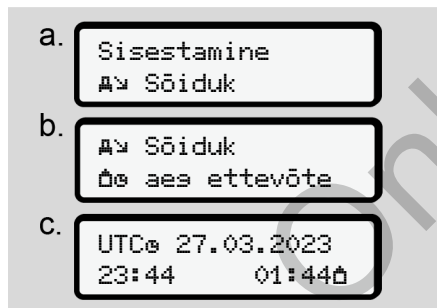 a.
Sisestamine
Sõiduk
b.
Sõiduk
aeg ettevõte
c.
UTC 27.03.2023
23:44 01:44